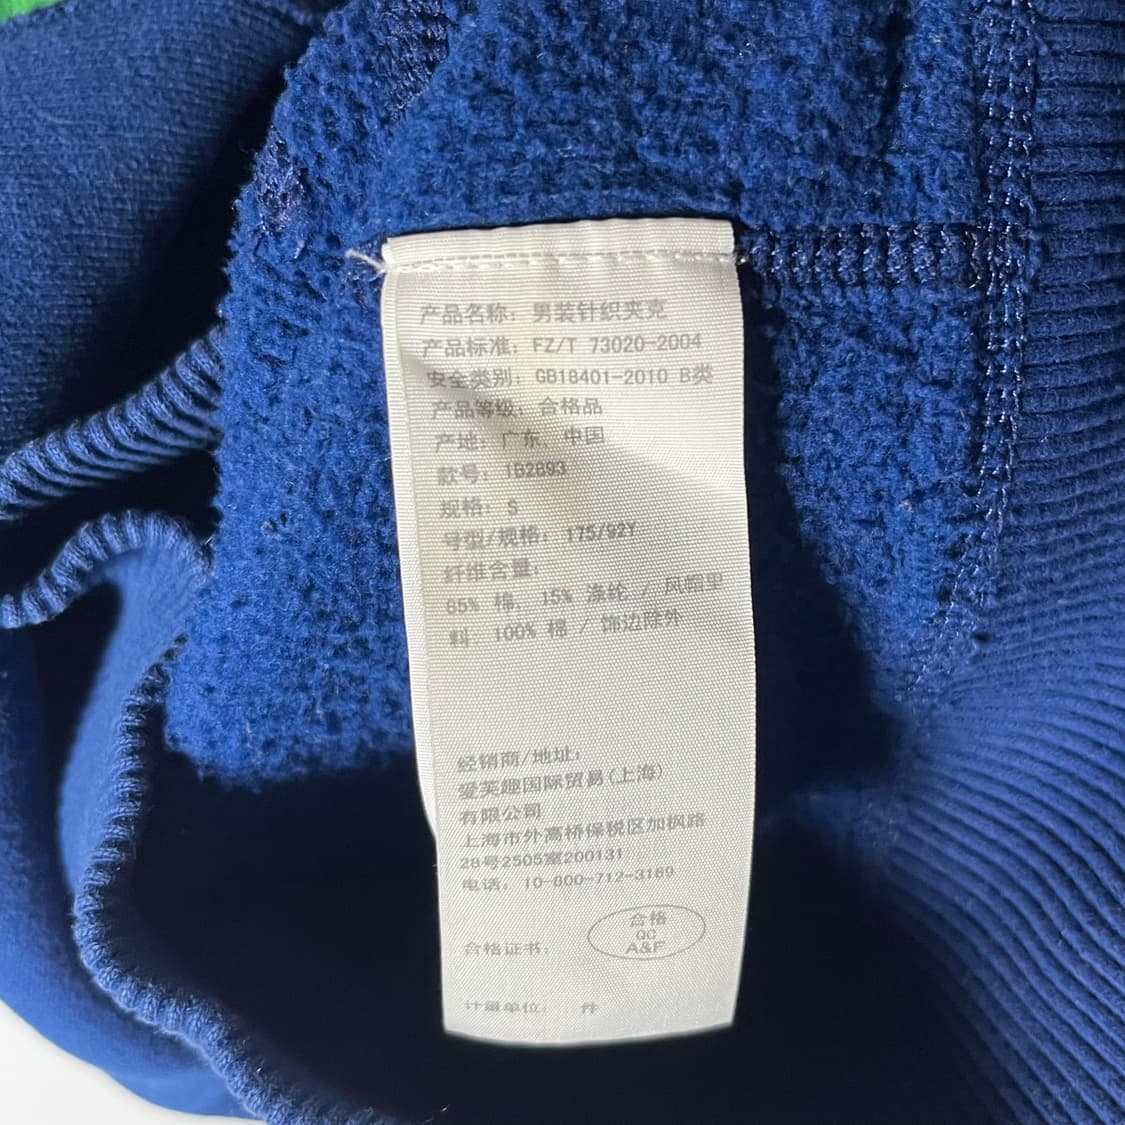 产品名称：男装针织夹克
产品标准：FZ/T 73020-2004
安全类别：GB18401-2010 B类
产品等级：合格品
产地：广东，中国
款号：1B2893
规格：S
号型/规格：175/92Y
纤维含量：
85% 棉，15% 涤纶 / 风帽里
料：100% 棉 / 饰边除外
经销商/地址：
爱芙趣国际贸易(上海)
有限公司
上海市外高桥保税区加枫路
28号2505室200131
电话：10-800-712-3189
合格证书：
合格
QC
A&F
计量单位： 件